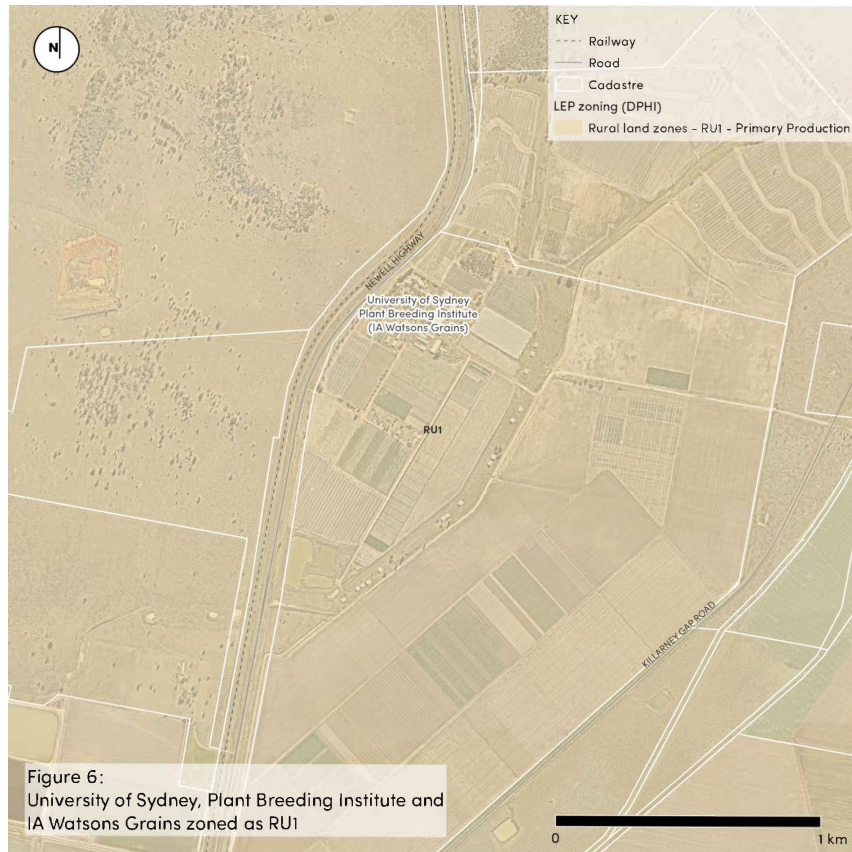 N
KEY
Railway
Road
Cadastre
LEP zoning (DPHI)
Rural land zones - RU1 - Primary Production
NEWELL HIGHWAY
University of Sydney
Plant Breeding Institute
(IA Watsons Grains)
RU1
KILLARNEY GAP ROAD
Figure 6:
University of Sydney, Plant Breeding Institute and
IA Watsons Grains zoned as RU1
0
1 km